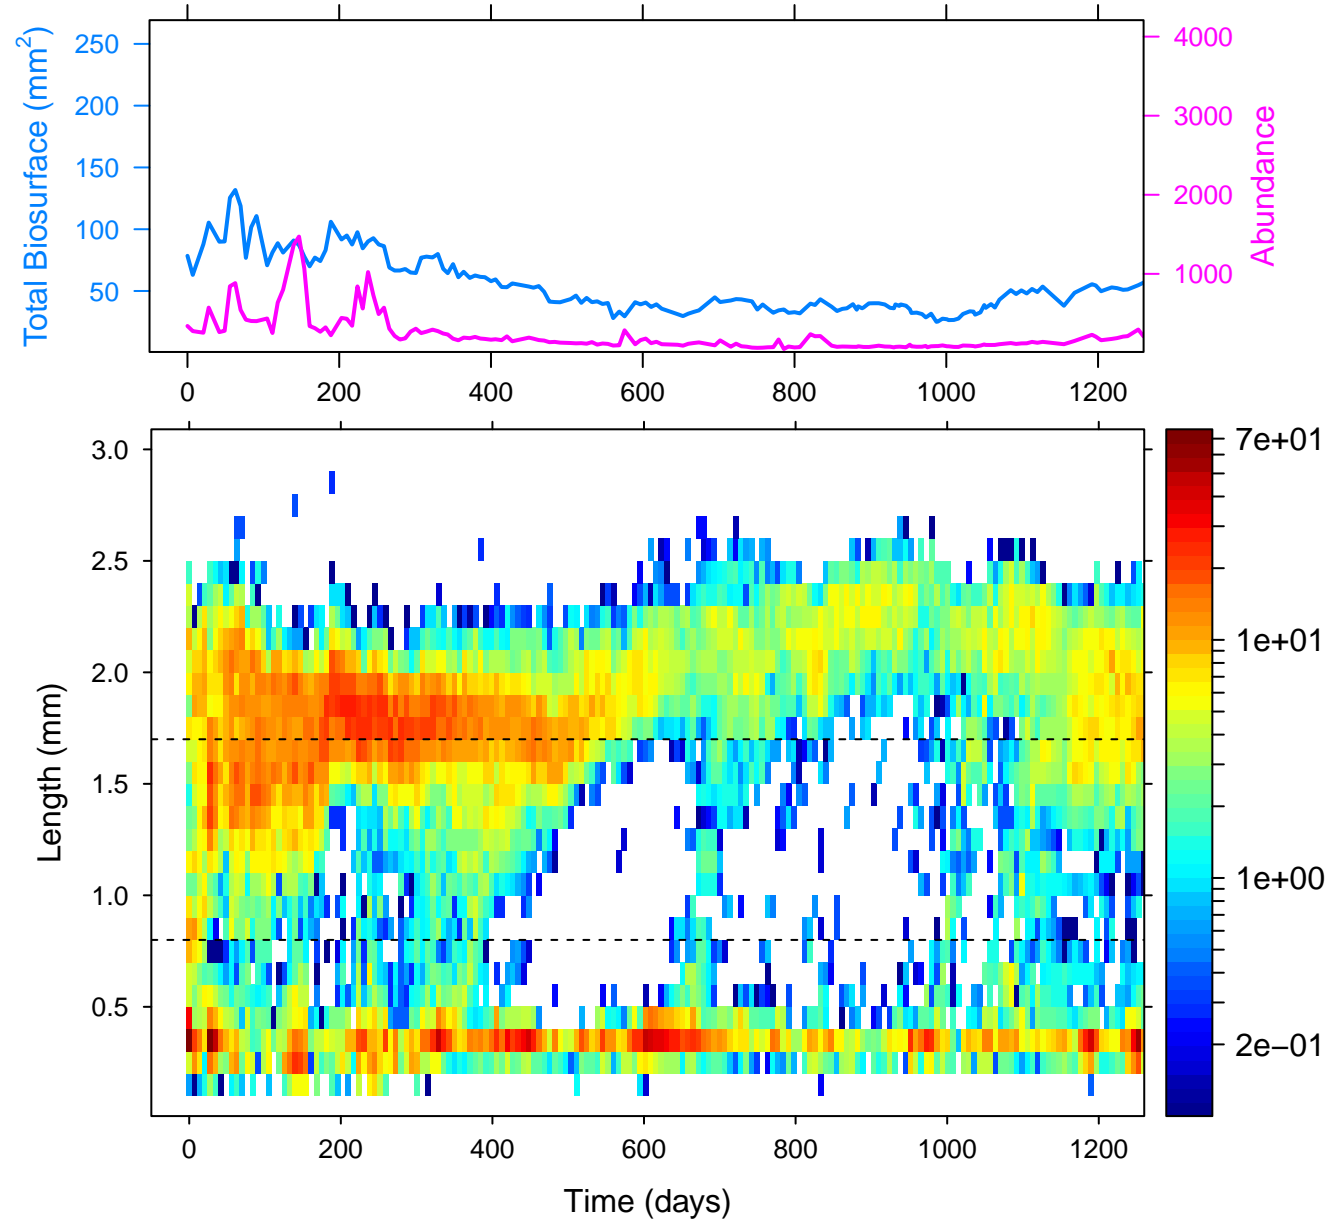 Total Biosurface (mm²)
250
200
150
100
50
4000
3000
2000
1000
Abundance
0 200 400 600 800 1000 1200
Length (mm)
3.0
2.5
2.0
1.5
1.0
0.5
7e+01
1e+01
1e+00
2e−01
0 200 400 600 800 1000 1200
Time (days)